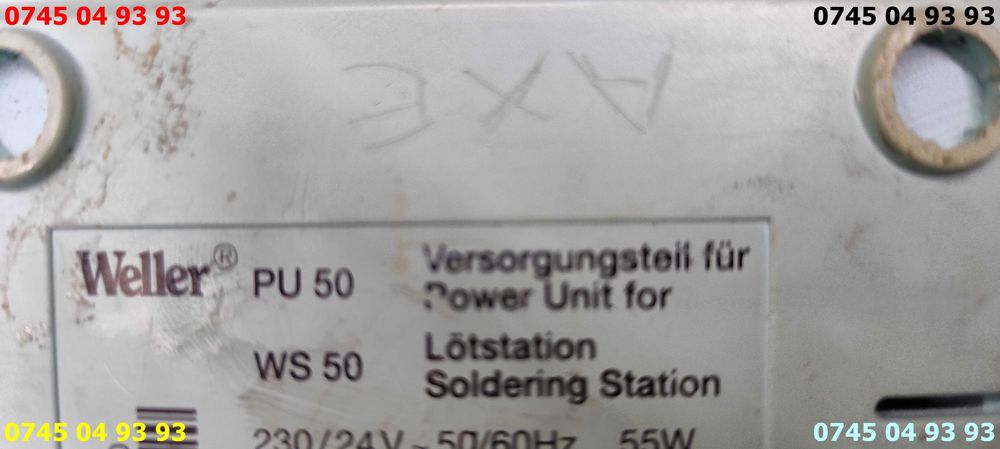 0745 04 93 93
0745 04 93 93
AXE
Weller® PU 50 Versorgungsteil für
Power Unit for
WS 50 Lötstation
Soldering Station
230/24V ~ 50/60Hz 55W
0745 04 93 93
0745 04 93 93